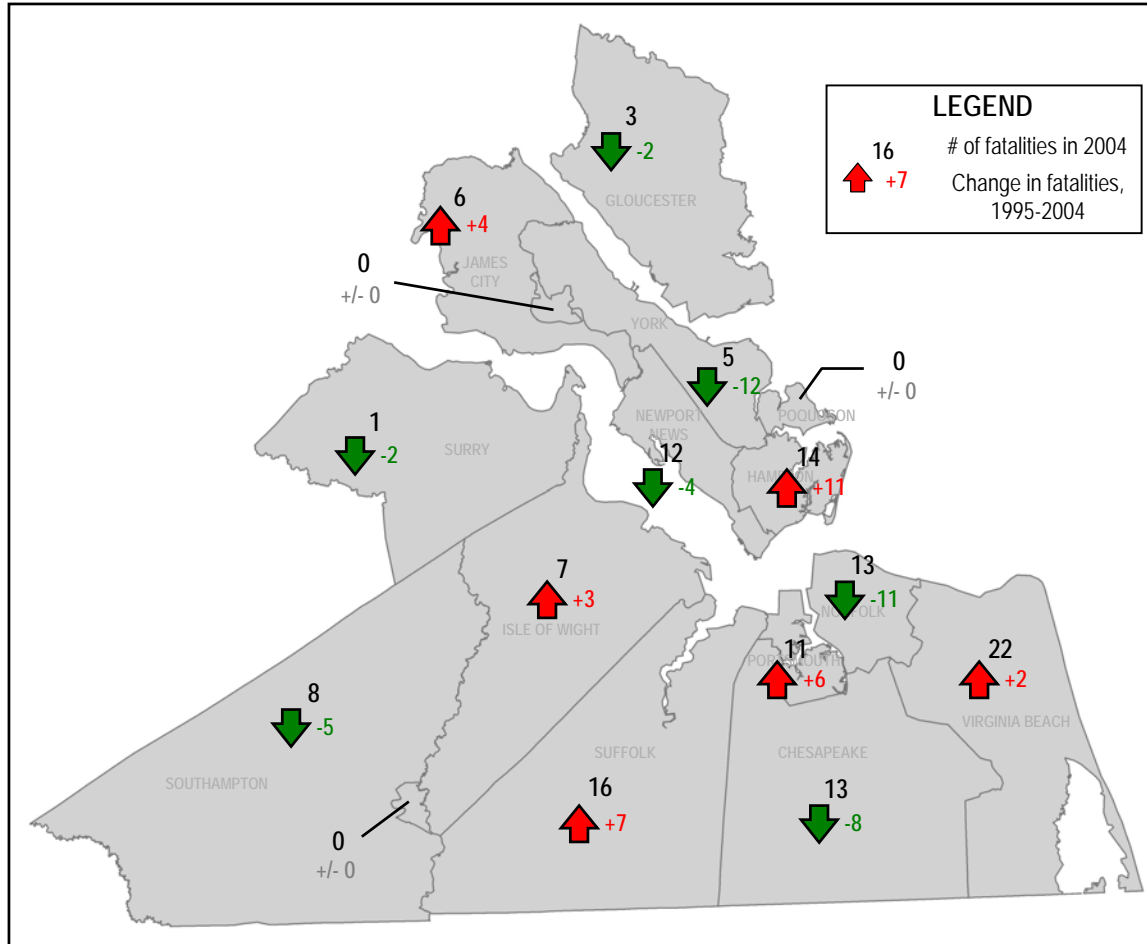 LEGEND
16
# of fatalities in 2004
+7
Change in fatalities,
1995-2004
3
-2
GLOUCESTER
6
+4
JAMES
CITY
0
+/- 0
YORK
5
-12
0
+/- 0
POQUOSON
NEWPORT
NEWS
12
-4
14
HAMPTON
+11
1
-2
SURRY
7
+3
ISLE OF WIGHT
13
-11
NORFOLK
11
PORTSMOUTH
+6
22
+2
VIRGINIA BEACH
8
-5
SOUTHAMPTON
SUFFOLK
16
+7
CHESAPEAKE
13
-8
0
+/- 0